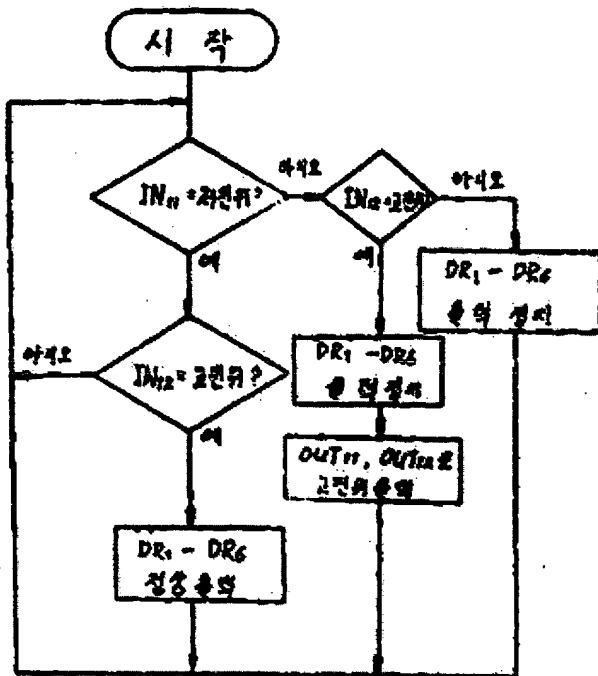 시 작
IN₁₁ = 저전위?
아니오
IN₁₂ = 고전위
아니오
예
예
DR₁ - DR₆
출력 정지
IN₁₂ = 고전위 ?
아니오
예
DR₁ - DR₆
출력 정지
OUT₁₁, OUT₁₂로
고전위 출력
DR₁ - DR₆
정상 출력